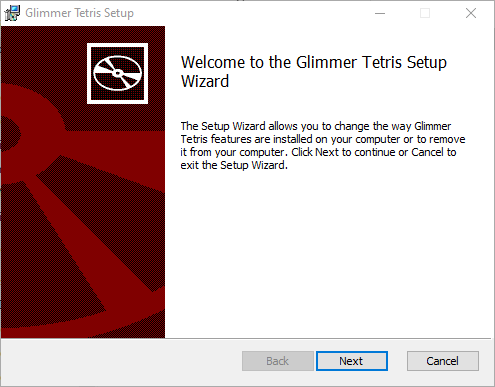 Glimmer Tetris Setup
Welcome to the Glimmer Tetris Setup
Wizard
The Setup Wizard allows you to change the way Glimmer
Tetris features are installed on your computer or to remove
it from your computer. Click Next to continue or Cancel to
exit the Setup Wizard.
Back
Next
Cancel